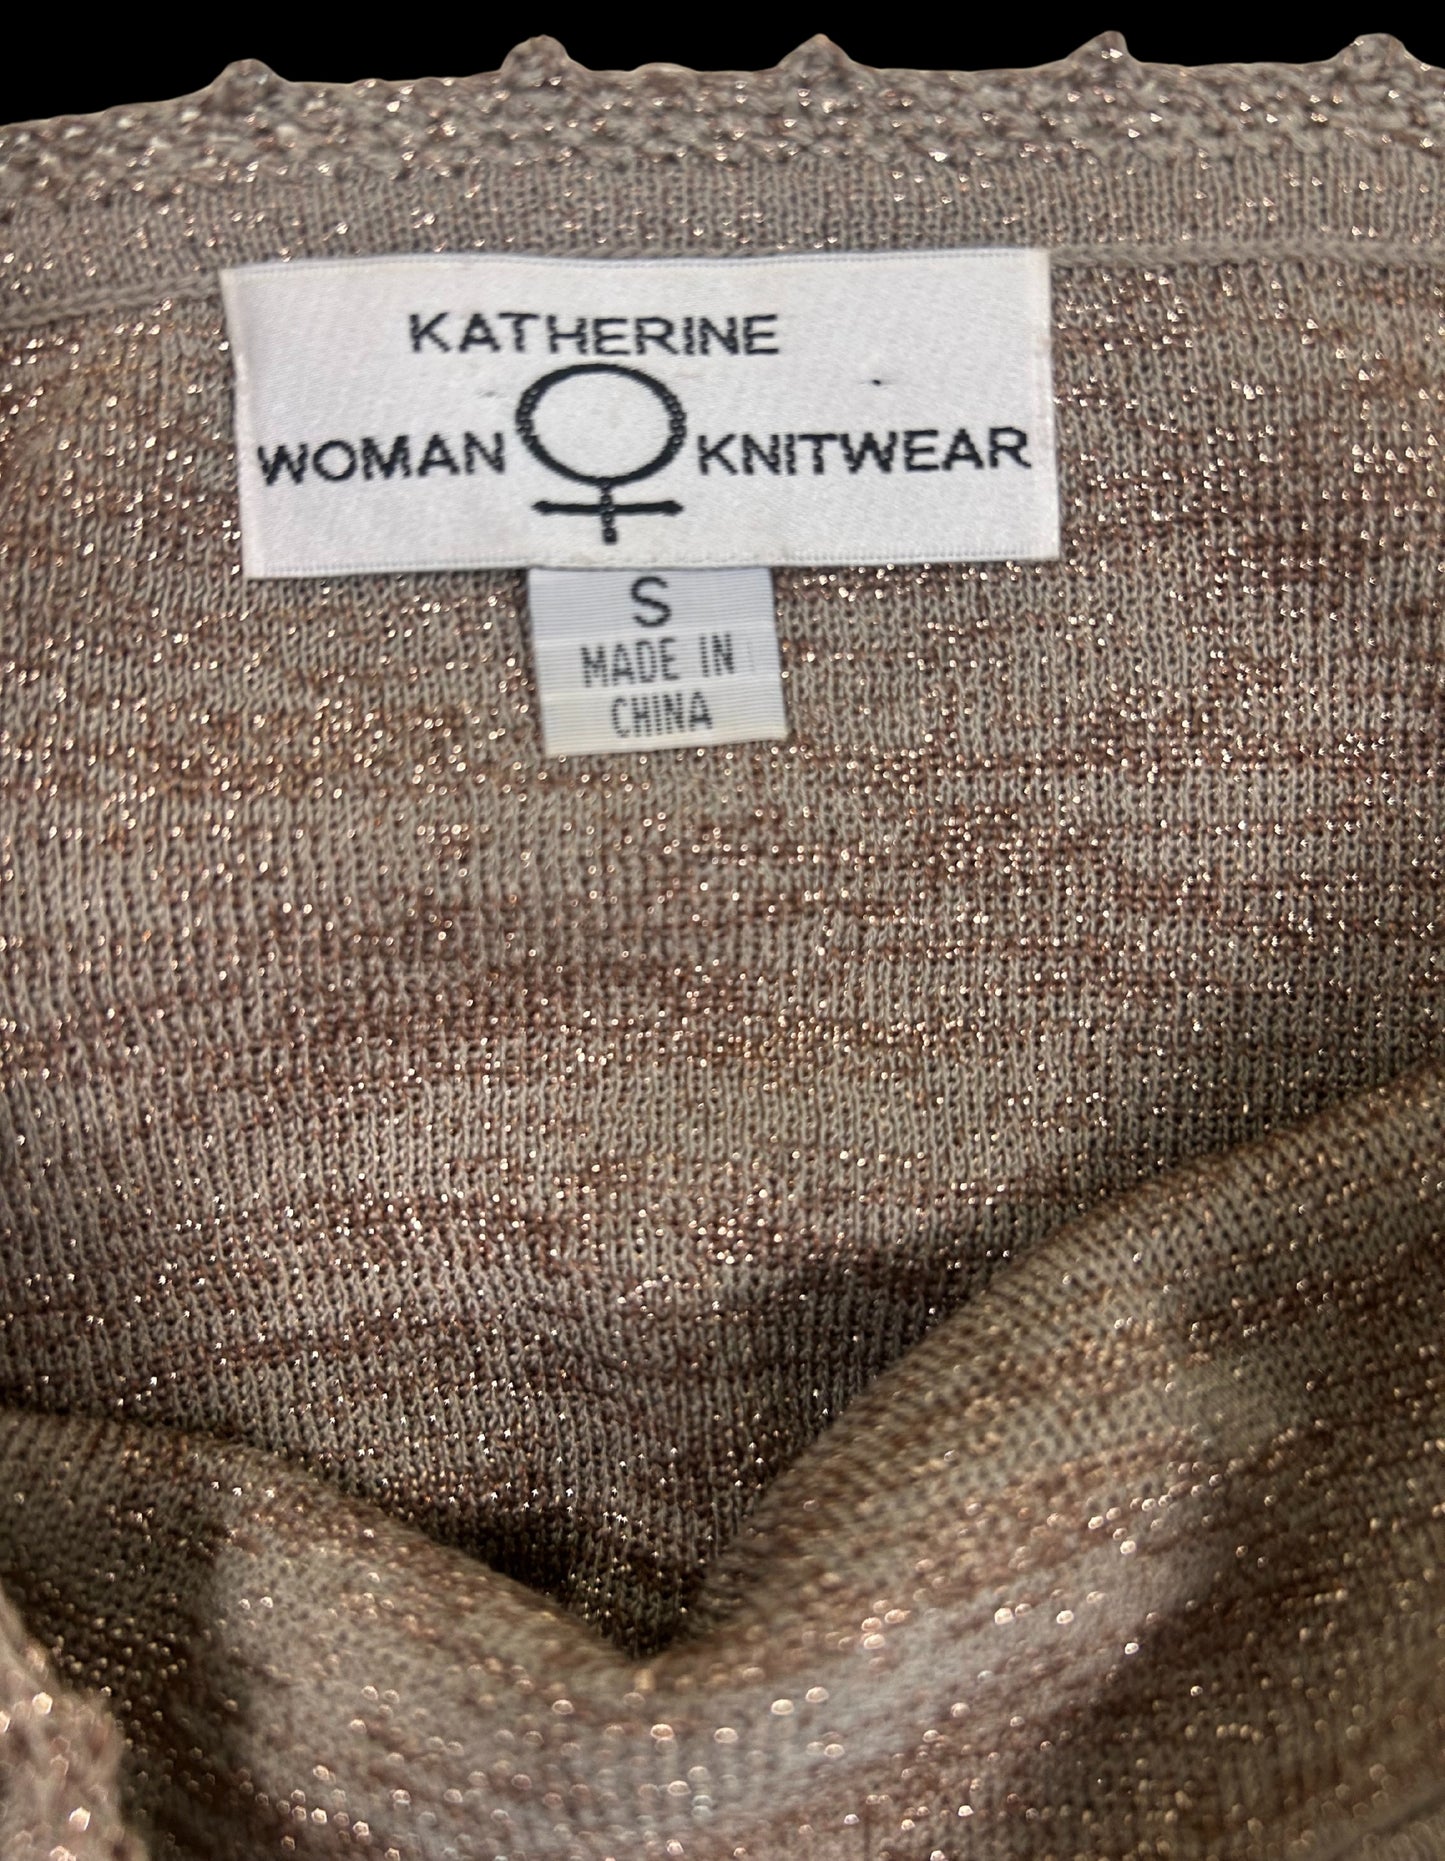 KATHERINE
WOMAN KNITWEAR
S
MADE IN
CHINA